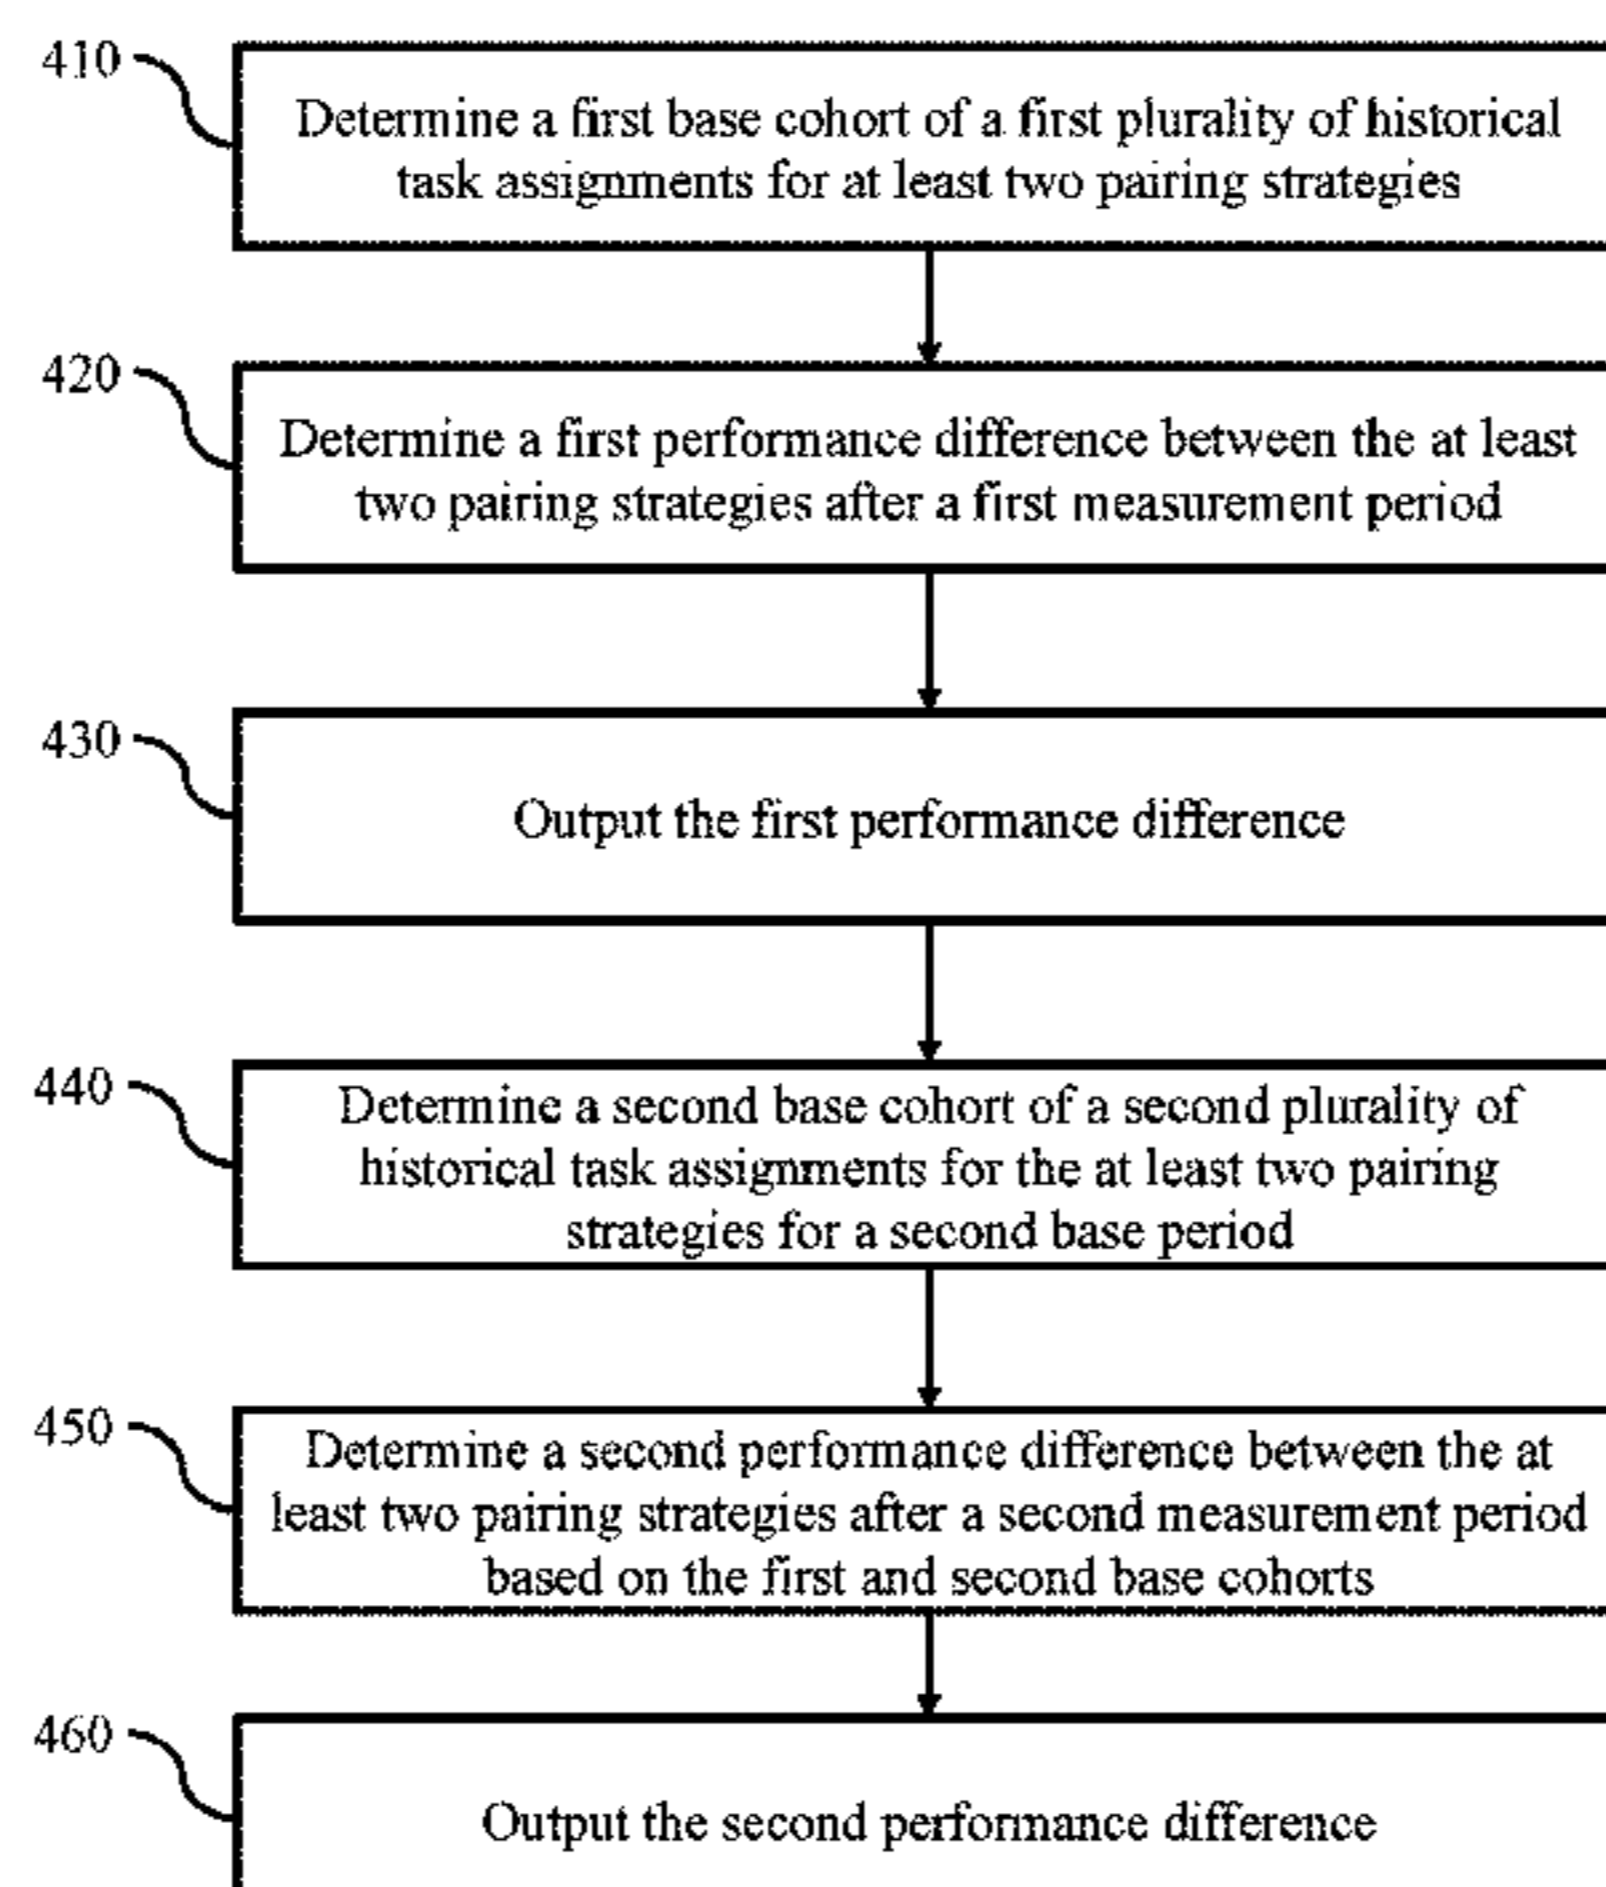 410
Determine a first base cohort of a first plurality of historical
task assignments for at least two pairing strategies
420
Determine a first performance difference between the at least
two pairing strategies after a first measurement period
430
Output the first performance difference
440
Determine a second base cohort of a second plurality of
historical task assignments for the at least two pairing
strategies for a second base period
450
Determine a second performance difference between the at
least two pairing strategies after a second measurement period
based on the first and second base cohorts
460
Output the second performance difference